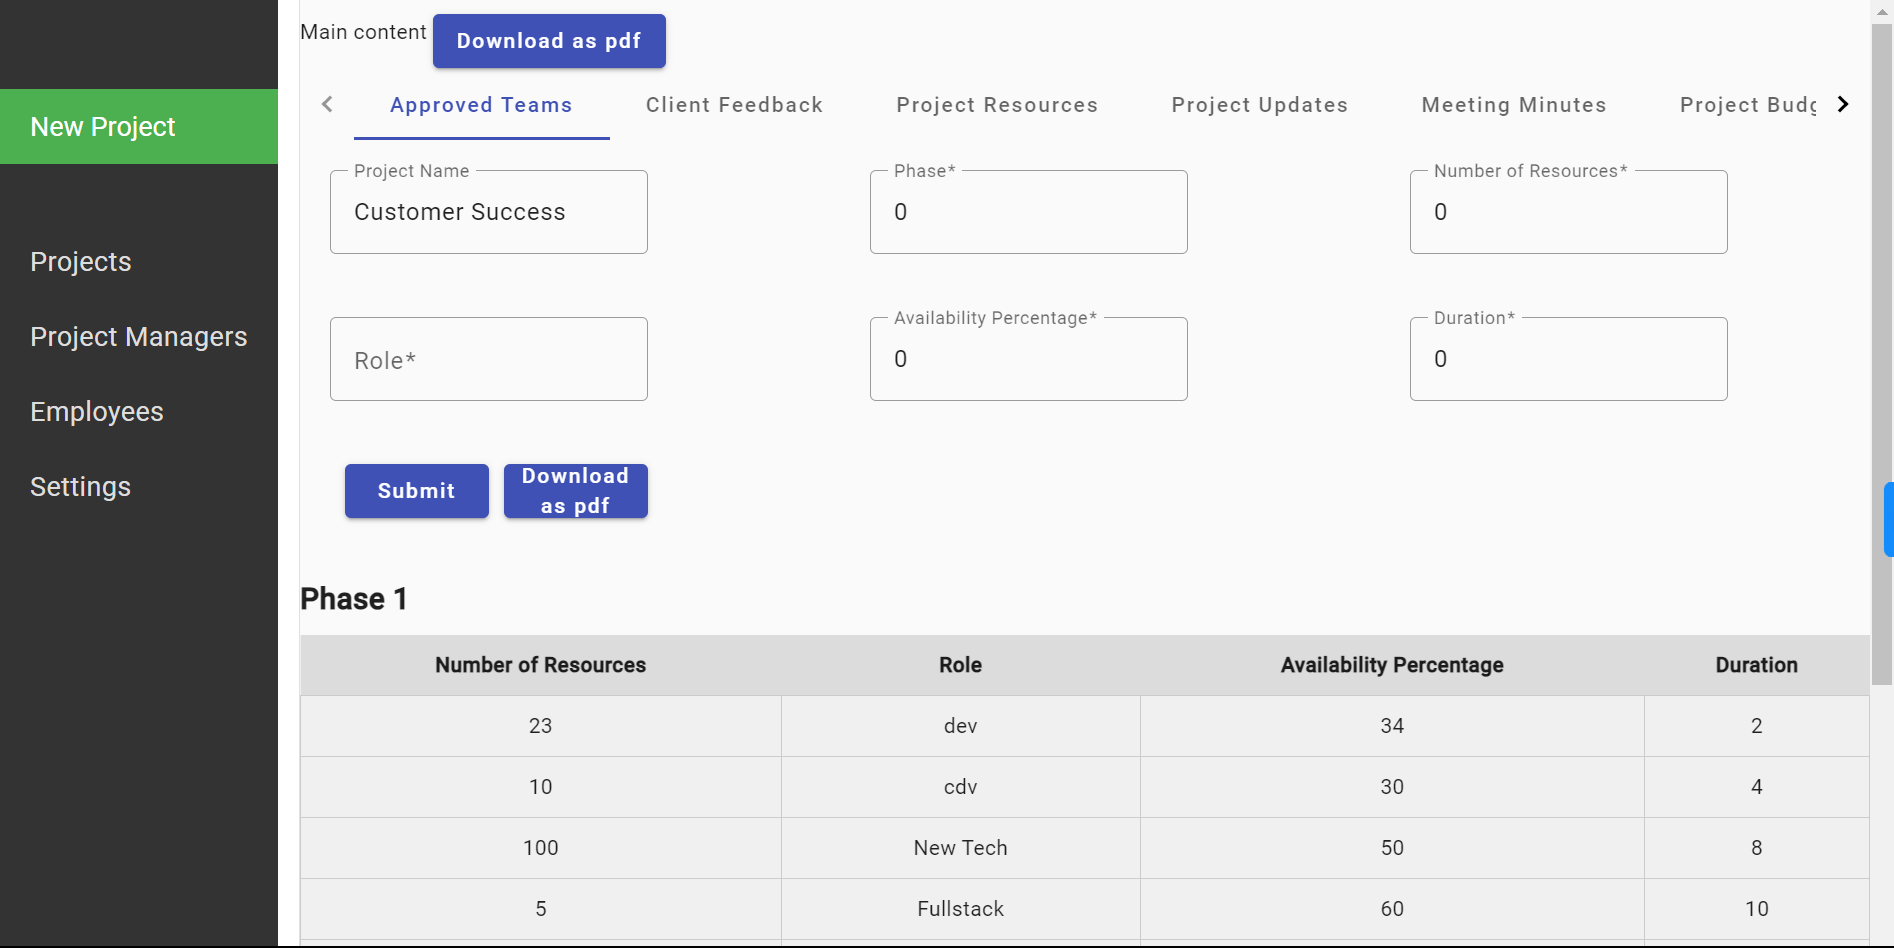 New Project
Projects
Project Managers
Employees
Settings
Main content
Download as pdf
Approved Teams
Client Feedback
Project Resources
Project Updates
Meeting Minutes
Project Budg
Project Name
Customer Success
Phase*
0
Number of Resources*
0
Role*
Availability Percentage*
0
Duration*
0
Submit
Download
as pdf
Phase 1
Number of Resources Role Availability Percentage Duration
23 dev 34 2
10 cdv 30 4
100 New Tech 50 8
5 Fullstack 60 10